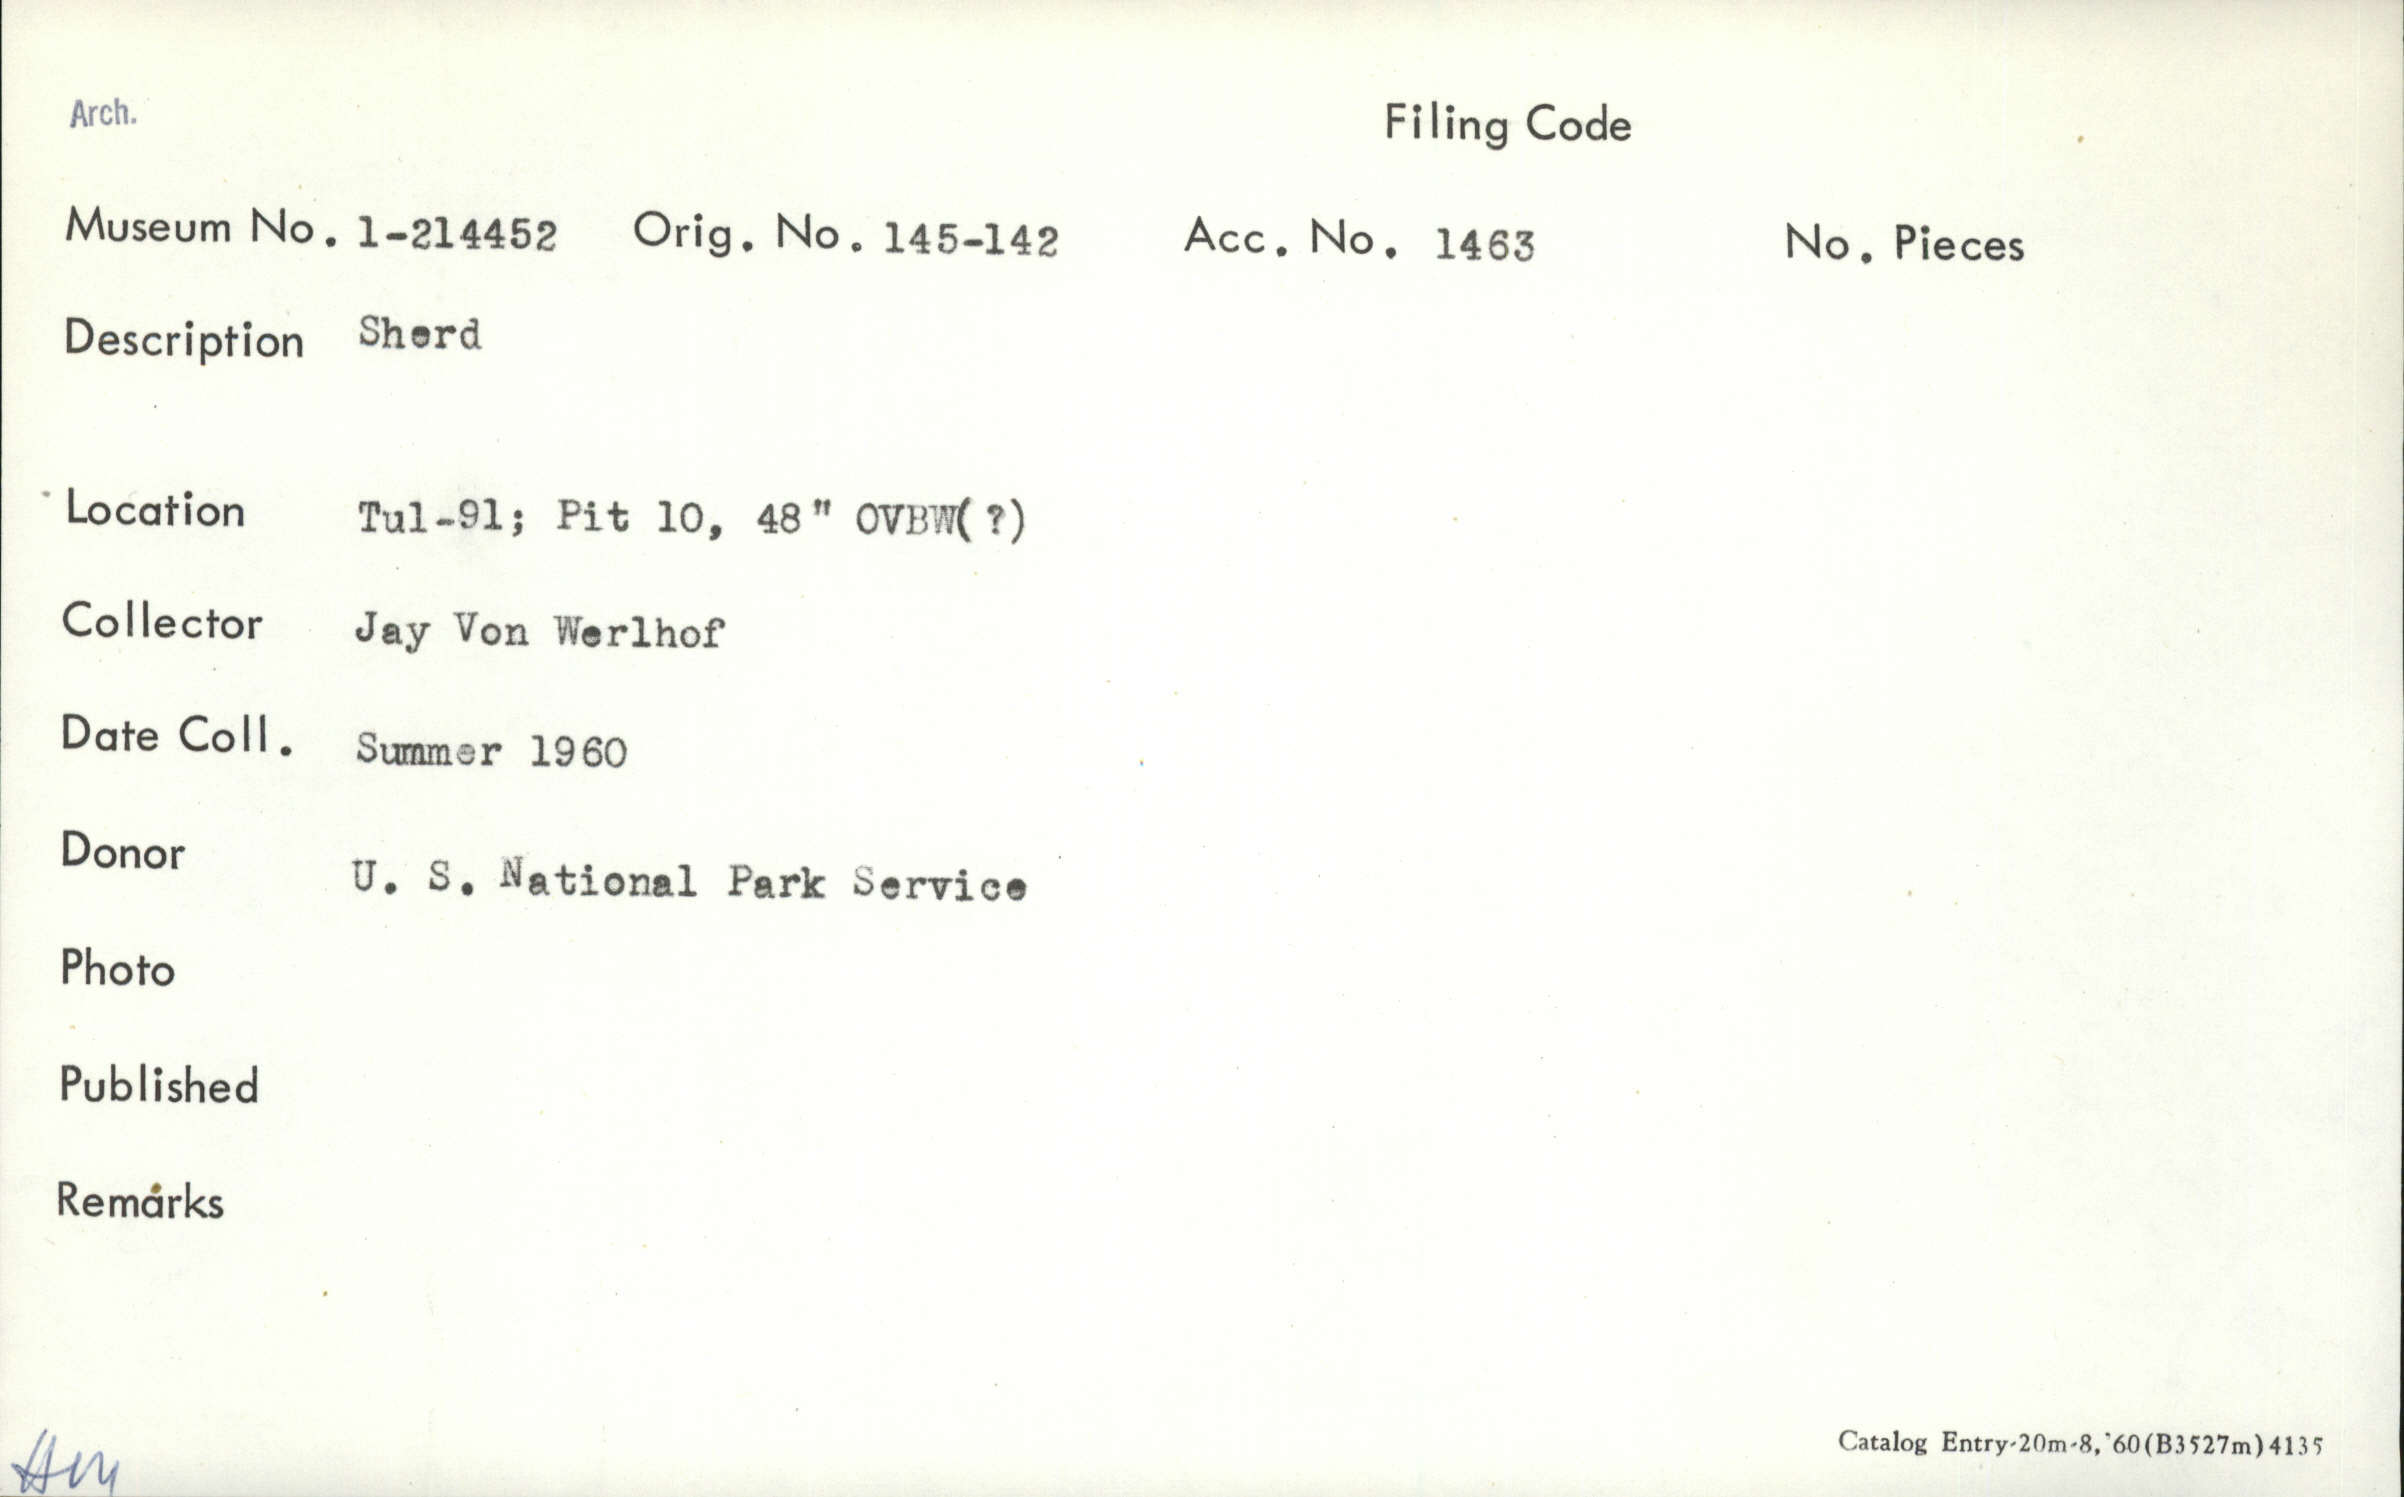 Arch.
Filing Code
Museum No. 1-214452 Orig. No. 145-142 Acc. No. 1463 No. Pieces
Description Sherd
Location Tul-91; Pit 10, 48" OVBW(?)
Collector Jay Von Werlhof
Date Coll. Summer 1960
Donor U. S. National Park Service
Photo
Published
Remarks
Catalog Entry-20m-8,'60(B3527m)4135